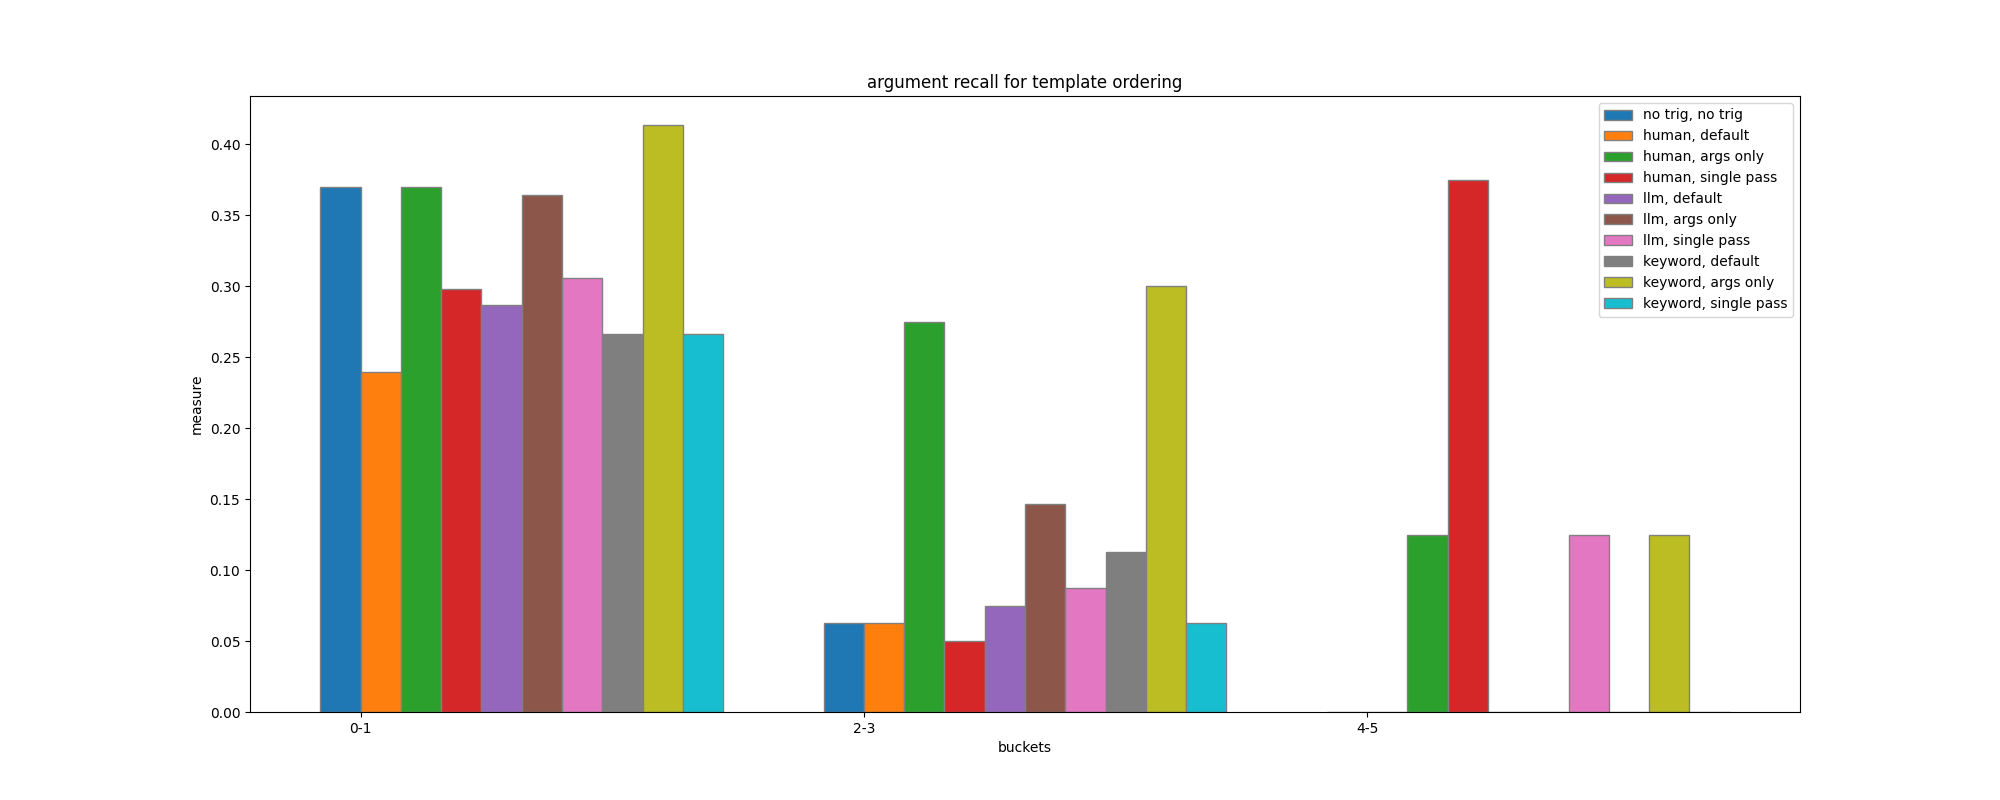 argument recall for template ordering
0.40
0.35
0.30
0.25
0.20
0.15
0.10
0.05
0.00
measure
0-1
2-3
4-5
buckets
no trig, no trig
human, default
human, args only
human, single pass
llm, default
llm, args only
llm, single pass
keyword, default
keyword, args only
keyword, single pass